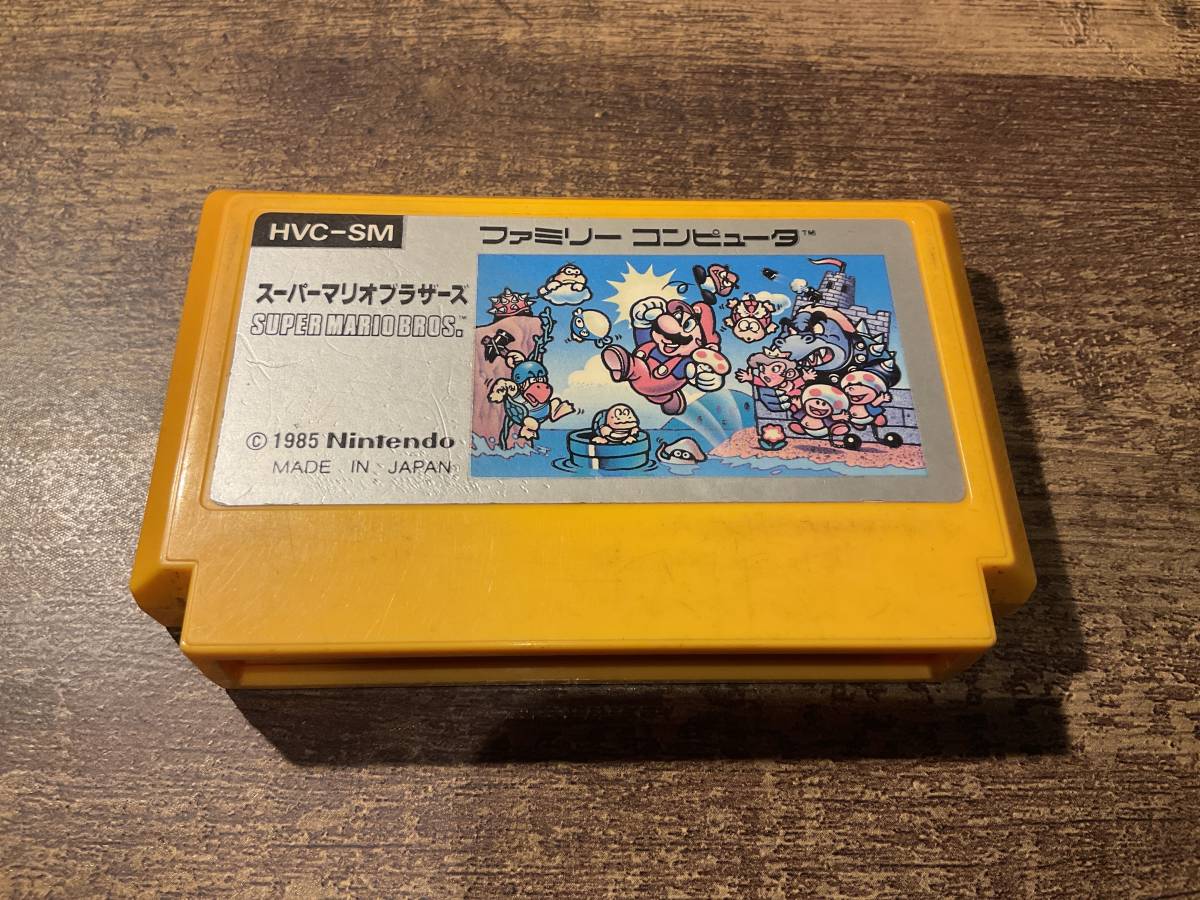 HVC-SM
ファミリー コンピュータ™
スーパーマリオブラザーズ
SUPER MARIO BROS.™
© 1985 Nintendo
MADE IN JAPAN